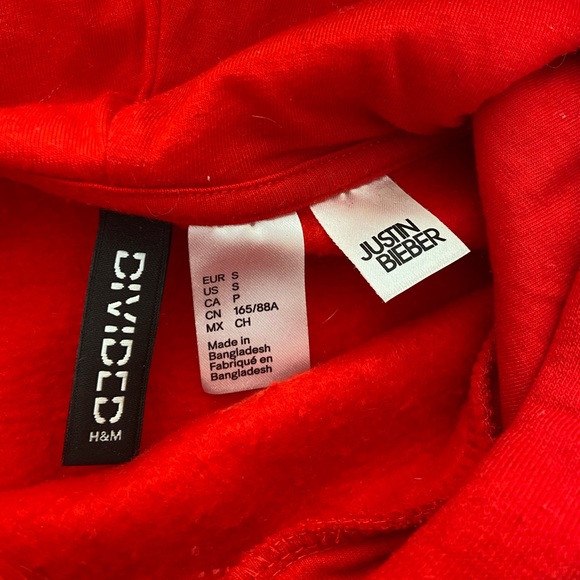 DIVIDED
H&M
EUR S
US S
CA P
CN 165/88A
MX CH
Made in
Bangladesh
Fabriqué en
Bangladesh
JUSTIN
BIEBER